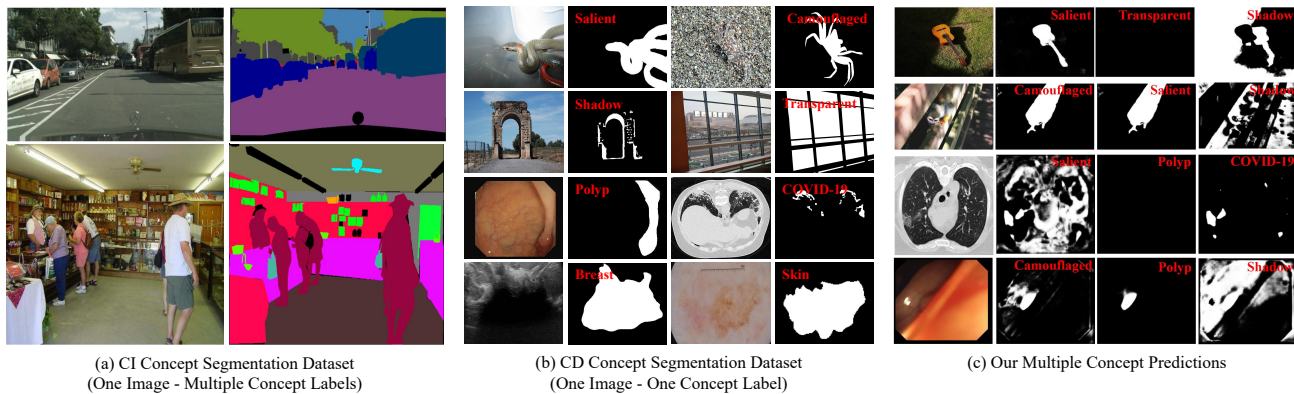 Salient
Camouflaged
Shadow
Transparent
Polyp
COVID-19
Breast
Skin
Salient
Transparent
Shadow
Camouflaged
Salient
Shadow
Salient
Polyp
COVID-19
Camouflaged
Polyp
Shadow
(a) CI Concept Segmentation Dataset
(One Image - Multiple Concept Labels)
(b) CD Concept Segmentation Dataset
(One Image - One Concept Label)
(c) Our Multiple Concept Predictions